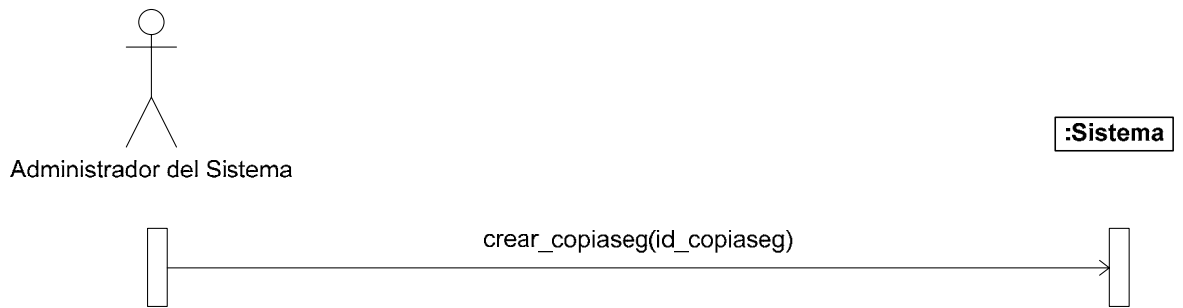 :Sistema
Administrador del Sistema
crear_copiaseg(id_copiaseg)